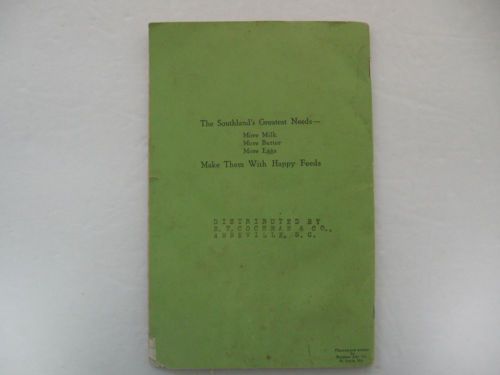 The Southland's Greatest Needs—
More Milk
More Butter
More Eggs
Make Them With Happy Feeds
DISTRIBUTED BY
COCHRAN & CO.,
ABBEVILLE, S. C.